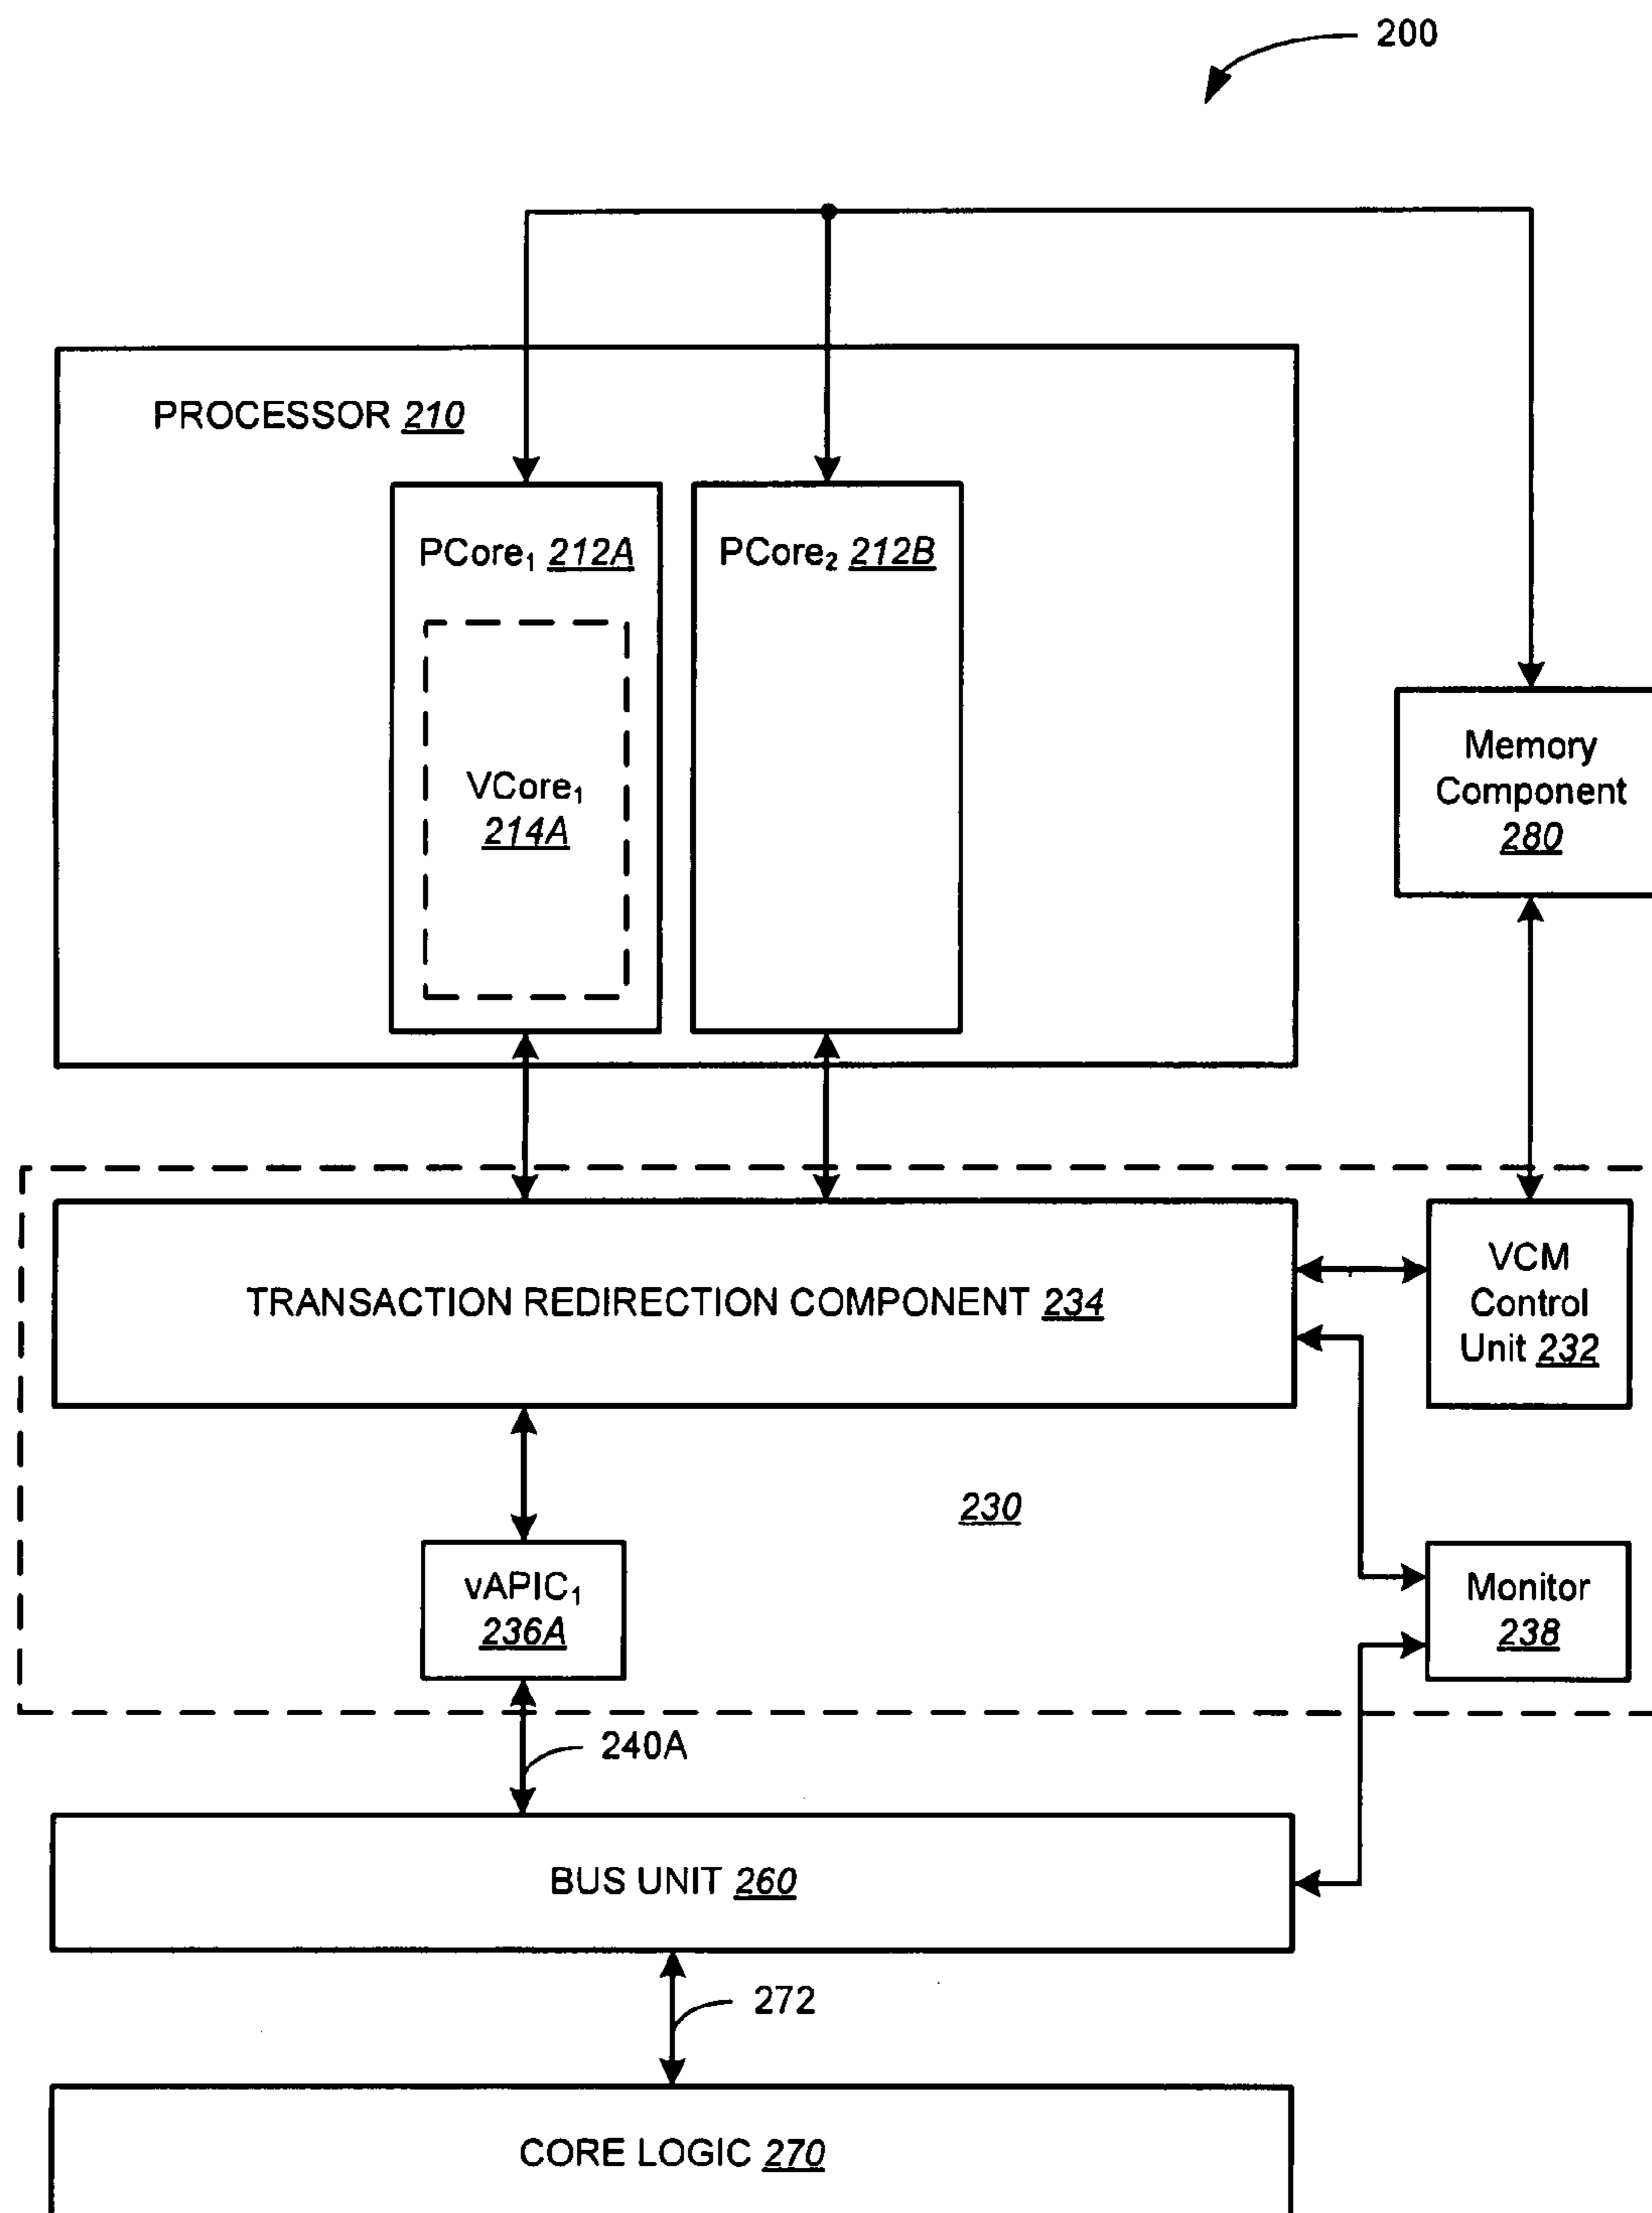 200
PROCESSOR 210
PCore₁ 212A
PCore₂ 212B
VCore₁
214A
Memory
Component
280
TRANSACTION REDIRECTION COMPONENT 234
VCM
Control
Unit 232
230
vAPIC₁
236A
Monitor
238
240A
BUS UNIT 260
272
CORE LOGIC 270